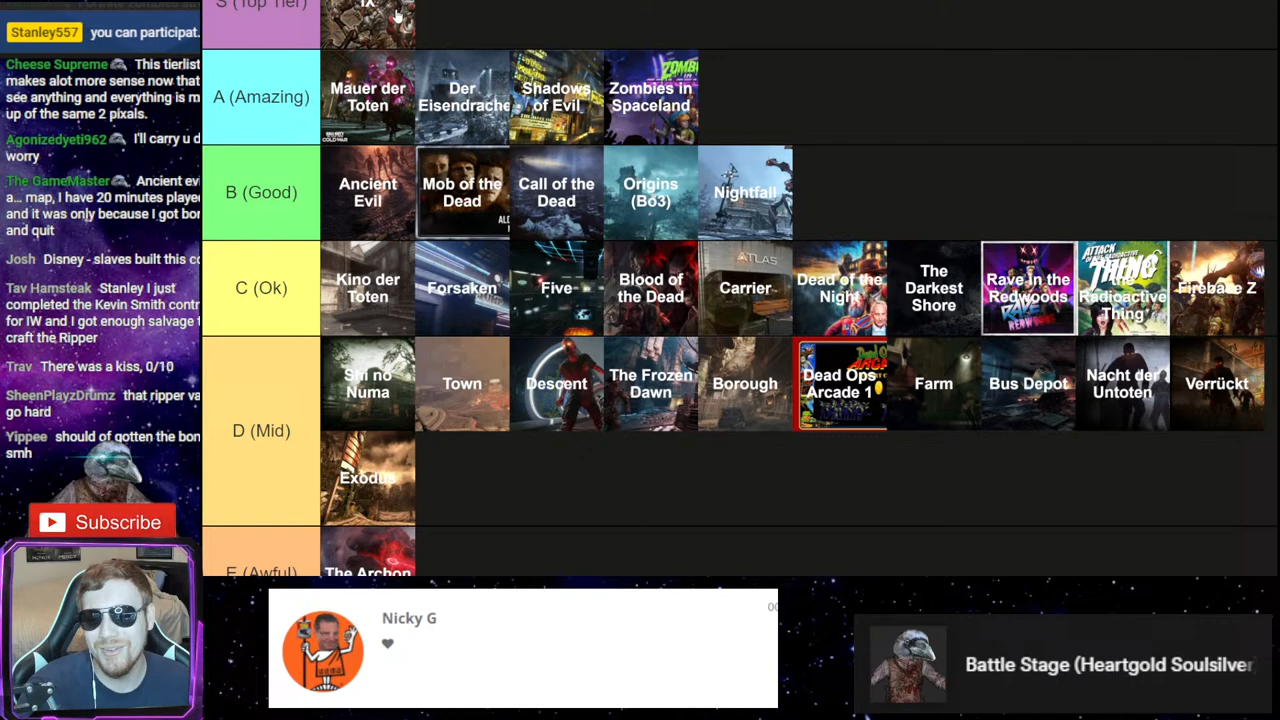 Stanley557 you can participat.
Cheese Supreme This tierlist
makes alot more sense now that
see anything and everything is m
up of the same 2 pixals.
Agonizedyeti962 I'll carry u d
worry
The GameMaster Ancient evi
a... map, I have 20 minutes playe
and it was only because I got bor
and quit
Josh Disney - slaves built this co
Tav Hamsteak Stanley I just
completed the Kevin Smith contr
for IW and I got enough salvage t
craft the Ripper
Trav There was a kiss, 0/10
SheenPlayzDrumz that ripper va
go hard
Yippee should of gotten the bon
smh
Subscribe
S (Top Tier)
IX
A (Amazing)
Mauer der
Toten
Der
Eisendrache
Shadows
of Evil
Zombies in
Spaceland
B (Good)
Ancient
Evil
Mob of the
Dead
Call of the
Dead
Origins
(Bo3)
Nightfall
C (Ok)
Kino der
Toten
Forsaken
Five
Blood of
the Dead
ATLAS
Carrier
Dead of the
Night
The
Darkest
Shore
Rave in the
Redwoods
ATTACK
OF THE RADIOACTIVE
THING
the
Radioactive
Thing
Firebase Z
D (Mid)
Shi no
Numa
Town
Descent
The Frozen
Dawn
Borough
Dead Ops
Arcade 1
Farm
Bus Depot
Nacht der
Untoten
Verrückt
Exodus
E (Awful)
The Archon
Nicky G
❤
00
Battle Stage (Heartgold Soulsilver